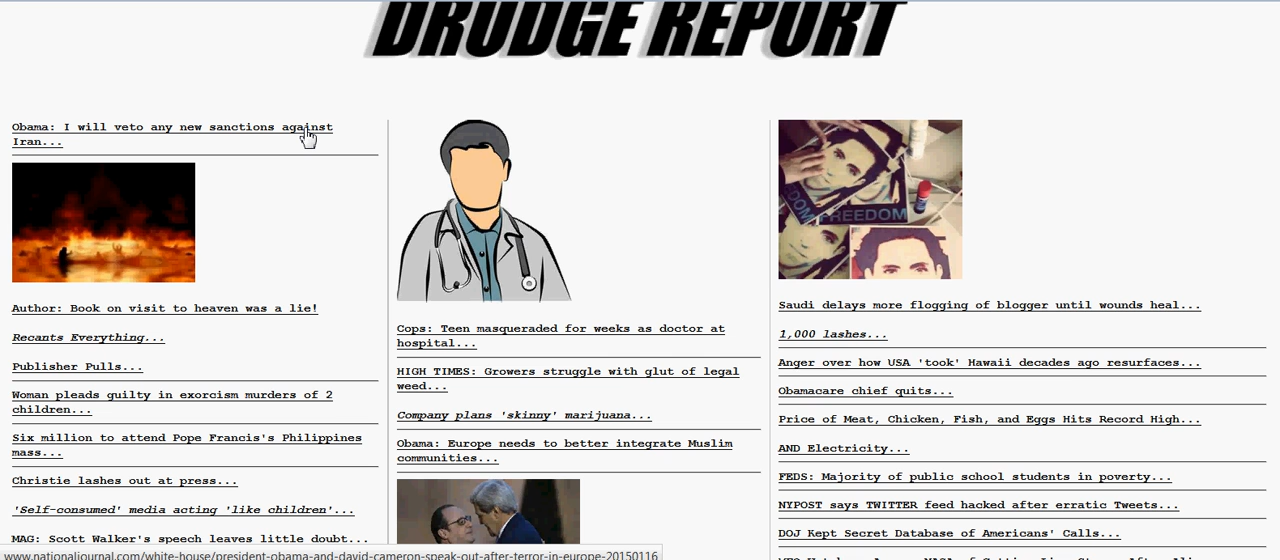 DRUDGE REPORT
Obama: I will veto any new sanctions against
Iran...
Author: Book on visit to heaven was a lie!
Recants Everything...
Publisher Pulls...
Woman pleads guilty in exorcism murders of 2
children...
Six million to attend Pope Francis's Philippines
mass...
Christie lashes out at press...
'Self-consumed' media acting 'like children'...
MAG: Scott Walker's speech leaves little doubt...
www.nationaljournal.com/white-house/president-obama-and-david-cameron-speak-out-after-terror-in-europe-20150116
Cops: Teen masqueraded for weeks as doctor at
hospital...
HIGH TIMES: Growers struggle with glut of legal
weed...
Company plans 'skinny' marijuana...
Obama: Europe needs to better integrate Muslim
communities...
FREEDOM
Saudi delays more flogging of blogger until wounds heal...
1,000 lashes...
Anger over how USA 'took' Hawaii decades ago resurfaces...
Obamacare chief quits...
Price of Meat, Chicken, Fish, and Eggs Hits Record High...
AND Electricity...
FEDS: Majority of public school students in poverty...
NYPOST says TWITTER feed hacked after erratic Tweets...
DOJ Kept Secret Database of Americans' Calls...